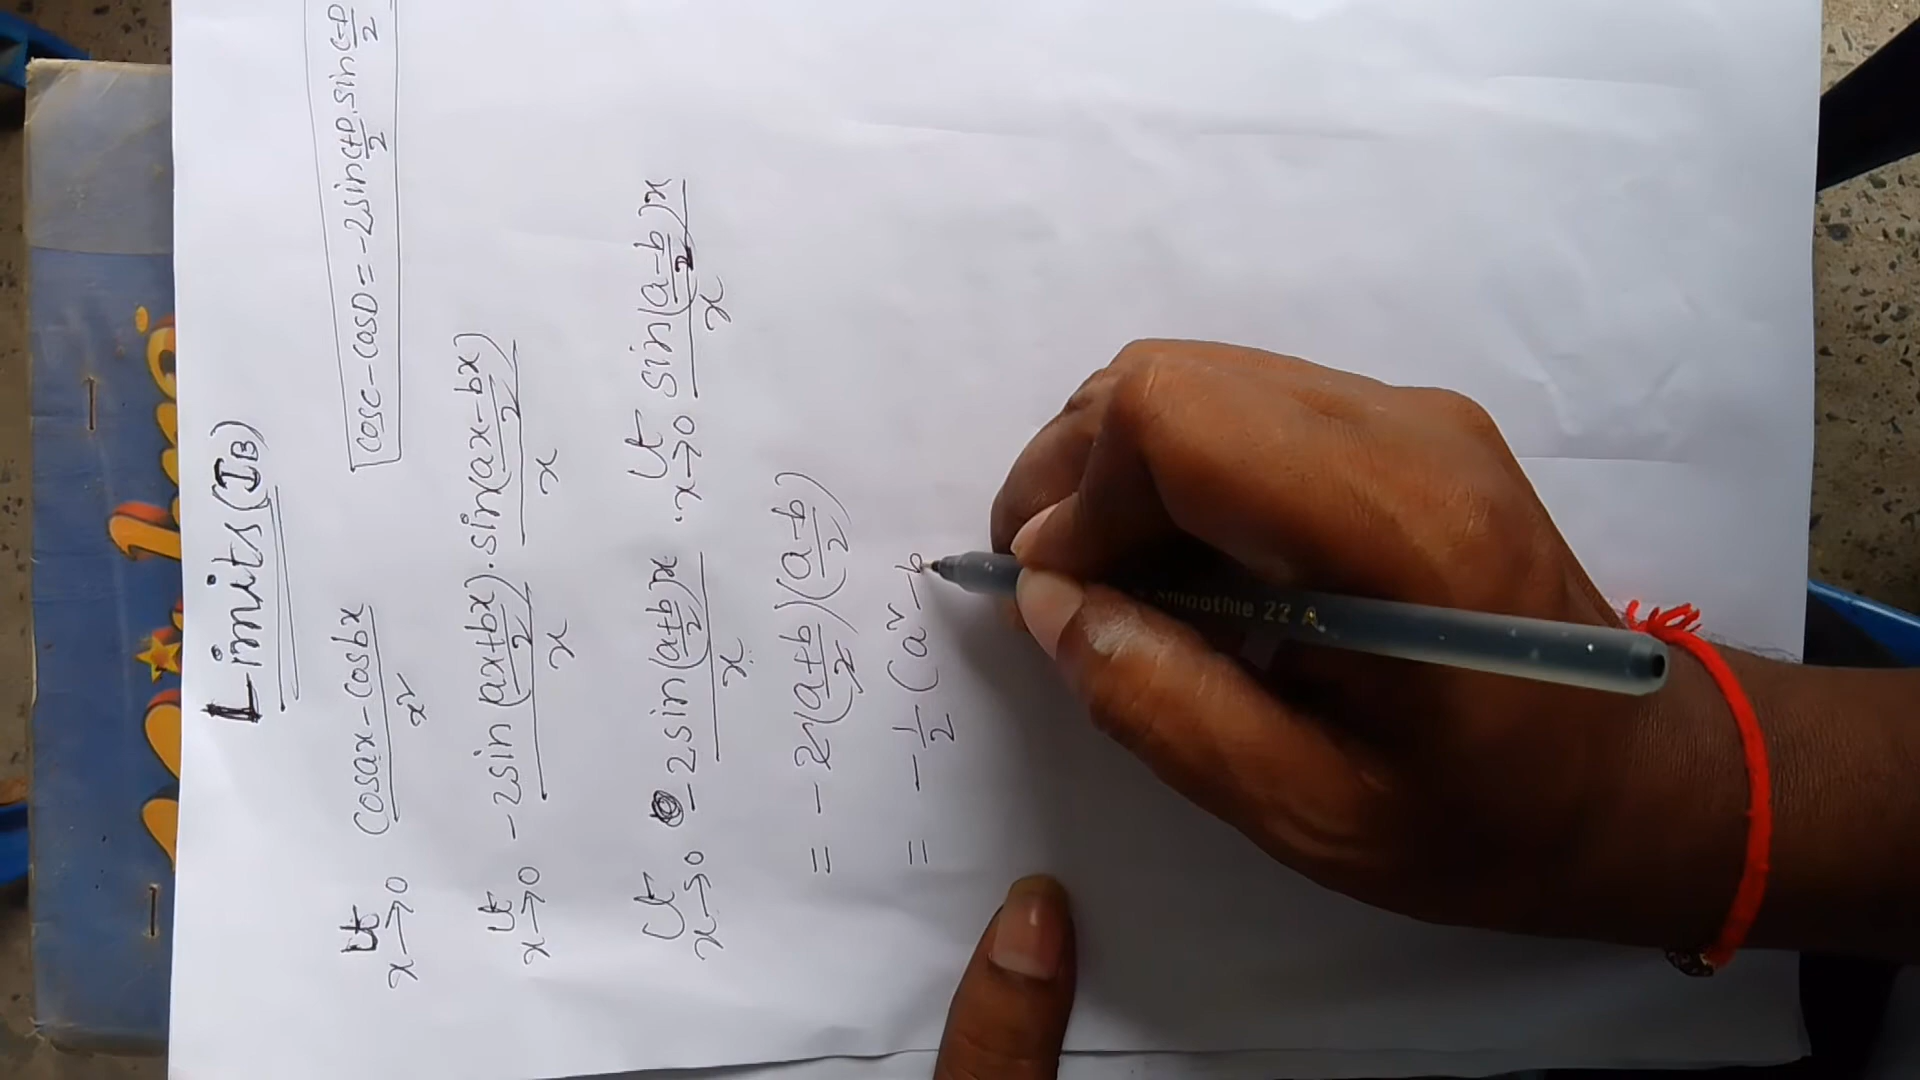 Limits (IB)
Lt x→0 (cosax - cosbx)/x²
cosC - cosD = -2sin (C+D)/2 . sin (C-D)/2
Lt x→0 -2sin((ax+bx)/2)/x . sin((ax-bx)/2)/x
Lt x→0 -2sin((a+b)/2)x/x . Lt x→0 sin((a-b)/2)x/x
= -2((a+b)/2)((a-b)/2)
= -1/2 (a² - b
Smoothie 22 A